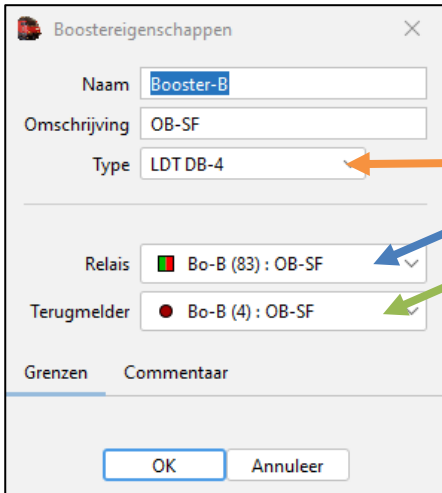 Boostereigenschappen
Naam Booster-B
Omschrijving OB-SF
Type LDT DB-4
Relais Bo-B (83) : OB-SF
Terugmelder Bo-B (4) : OB-SF
Grenzen Commentaar
OK Annuleer